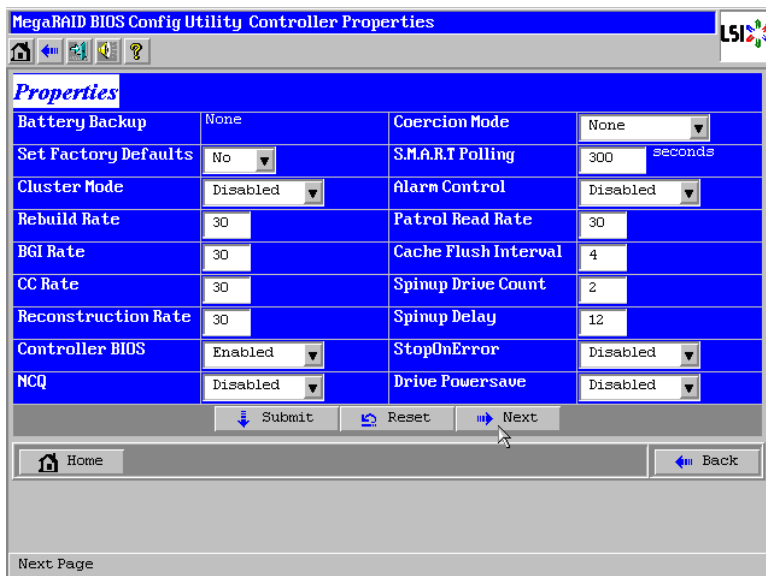 MegaRAID BIOS Config Utility Controller Properties
LSI
Properties
Battery Backup None Coercion Mode None
Set Factory Defaults No S.M.A.R.T Polling 300 seconds
Cluster Mode Disabled Alarm Control Disabled
Rebuild Rate 30 Patrol Read Rate 30
BGI Rate 30 Cache Flush Interval 4
CC Rate 30 Spinup Drive Count 2
Reconstruction Rate 30 Spinup Delay 12
Controller BIOS Enabled StopOnError Disabled
NCQ Disabled Drive Powersave Disabled
Submit Reset Next
Home Back
Next Page